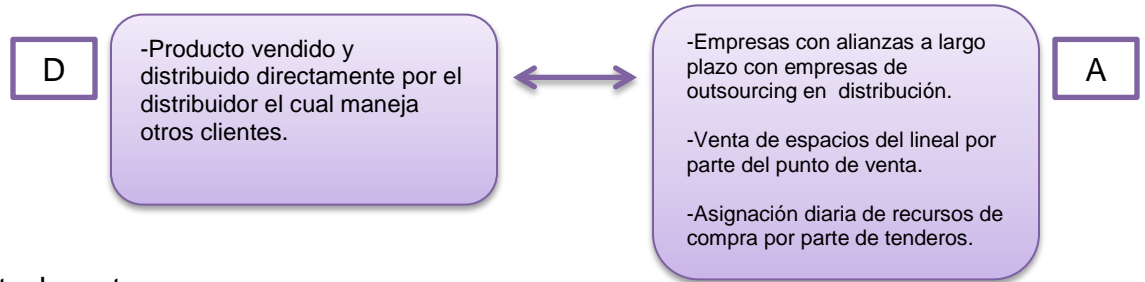 D
-Producto vendido y
distribuido directamente por el
distribuidor el cual maneja
otros clientes.
-Empresas con alianzas a largo
plazo con empresas de
outsourcing en distribución.
-Venta de espacios del lineal por
parte del punto de venta.
-Asignación diaria de recursos de
compra por parte de tenderos.
A